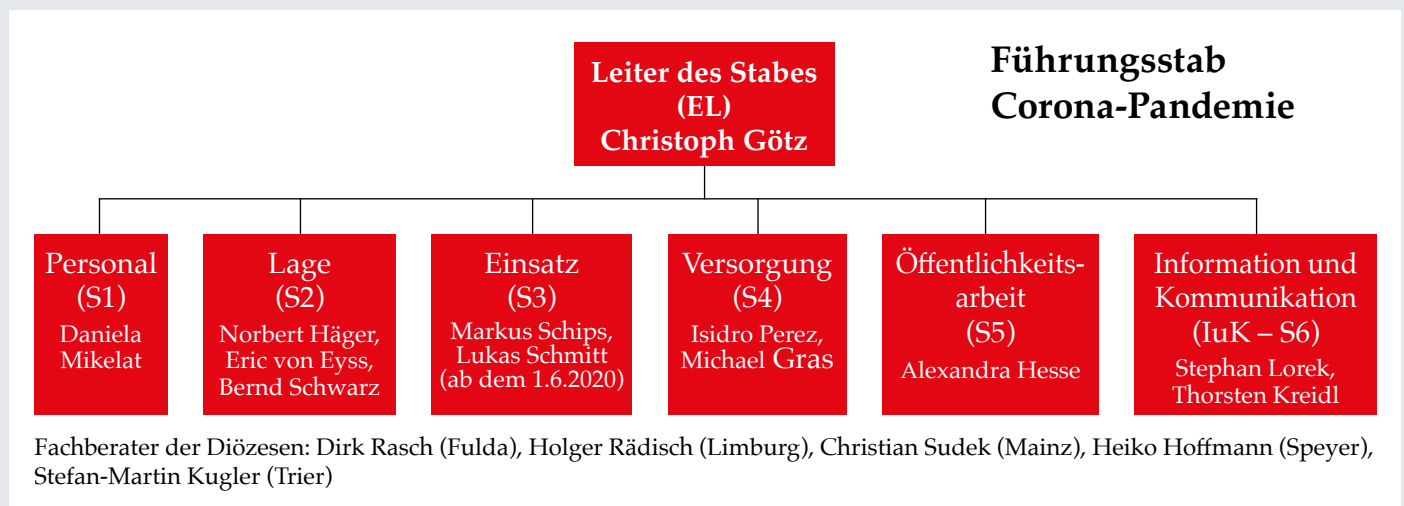 Führungsstab
Corona-Pandemie
Leiter des Stabes
(EL)
Christoph Götz
Personal
(S1)
Daniela
Mikelat
Lage
(S2)
Norbert Häger,
Eric von Eyss,
Bernd Schwarz
Einsatz
(S3)
Markus Schips,
Lukas Schmitt
(ab dem 1.6.2020)
Versorgung
(S4)
Isidro Perez,
Michael Gras
Öffentlichkeits-
arbeit
(S5)
Alexandra Hesse
Information und
Kommunikation
(IuK – S6)
Stephan Lorek,
Thorsten Kreidl
Fachberater der Diözesen: Dirk Rasch (Fulda), Holger Rädisch (Limburg), Christian Sudek (Mainz), Heiko Hoffmann (Speyer),
Stefan-Martin Kugler (Trier)